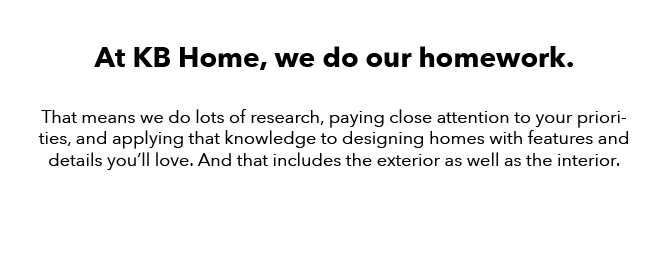 At KB Home, we do our homework.
That means we do lots of research, paying close attention to your priori-
ties, and applying that knowledge to designing homes with features and
details you’ll love. And that includes the exterior as well as the interior.